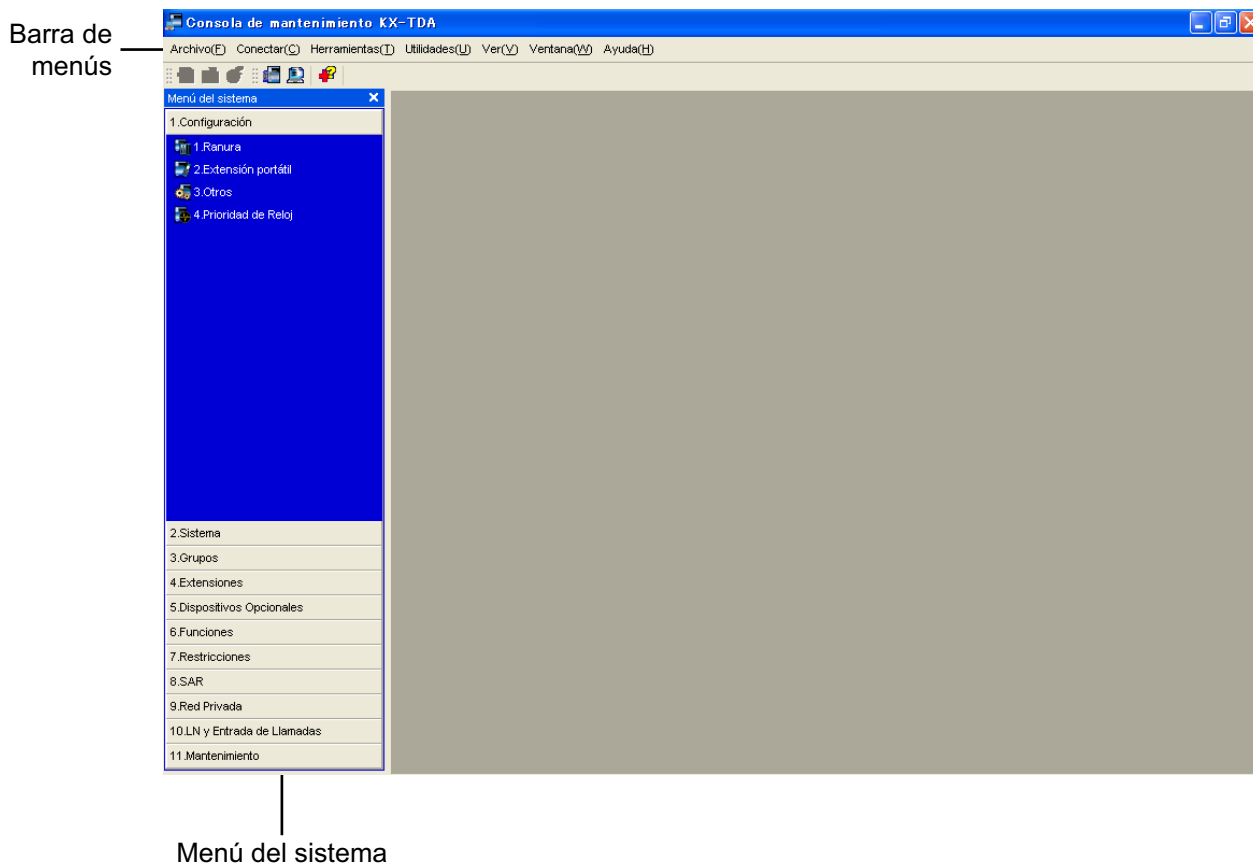 Barra de
menús
Consola de mantenimiento KX-TDA
Archivo(F) Conectar(C) Herramientas(T) Utilidades(U) Ver(V) Ventana(W) Ayuda(H)
Menú del sistema
1.Configuración
1.Ranura
2.Extensión portátil
3.Otros
4.Prioridad de Reloj
2.Sistema
3.Grupos
4.Extensiones
5.Dispositivos Opcionales
6.Funciones
7.Restricciones
8.SAR
9.Red Privada
10.LN y Entrada de Llamadas
11.Mantenimiento
Menú del sistema